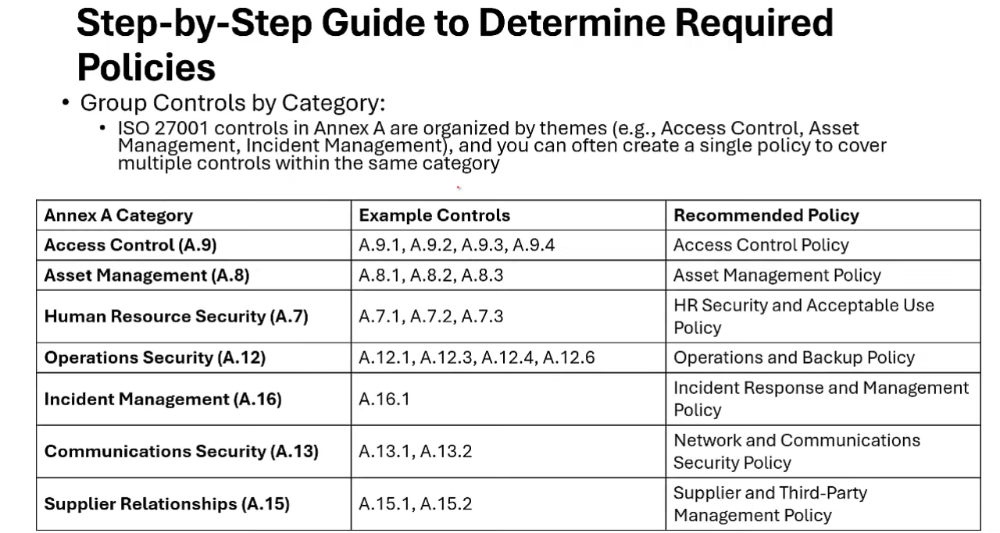 Step-by-Step Guide to Determine Required
Policies
• Group Controls by Category:
• ISO 27001 controls in Annex A are organized by themes (e.g., Access Control, Asset
Management, Incident Management), and you can often create a single policy to cover
multiple controls within the same category
Annex A Category Example Controls Recommended Policy
Access Control (A.9) A.9.1, A.9.2, A.9.3, A.9.4 Access Control Policy
Asset Management (A.8) A.8.1, A.8.2, A.8.3 Asset Management Policy
Human Resource Security (A.7) A.7.1, A.7.2, A.7.3 HR Security and Acceptable Use
Policy
Operations Security (A.12) A.12.1, A.12.3, A.12.4, A.12.6 Operations and Backup Policy
Incident Management (A.16) A.16.1 Incident Response and Management
Policy
Communications Security (A.13) A.13.1, A.13.2 Network and Communications
Security Policy
Supplier Relationships (A.15) A.15.1, A.15.2 Supplier and Third-Party
Management Policy